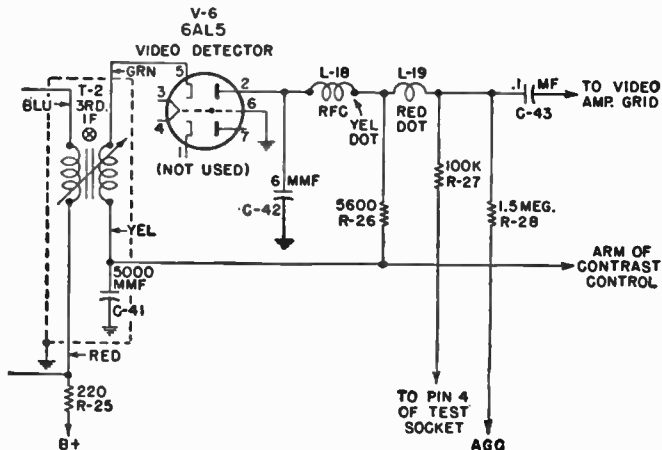 V-6
6AL5
VIDEO DETECTOR
T-2
3RD.
IF
GRN
BLU
5
3
4
1
2
6
7
(NOT USED)
L-18
RFC
YEL
DOT
L-19
RED
DOT
.1 MF
C-43
TO VIDEO
AMP. GRID
6 MMF
C-42
5600
R-26
100K
R-27
1.5 MEG.
R-28
YEL
5000
MMF
C-41
ARM OF
CONTRAST
CONTROL
RED
220
R-25
B+
TO PIN 4
OF TEST
SOCKET
AGC